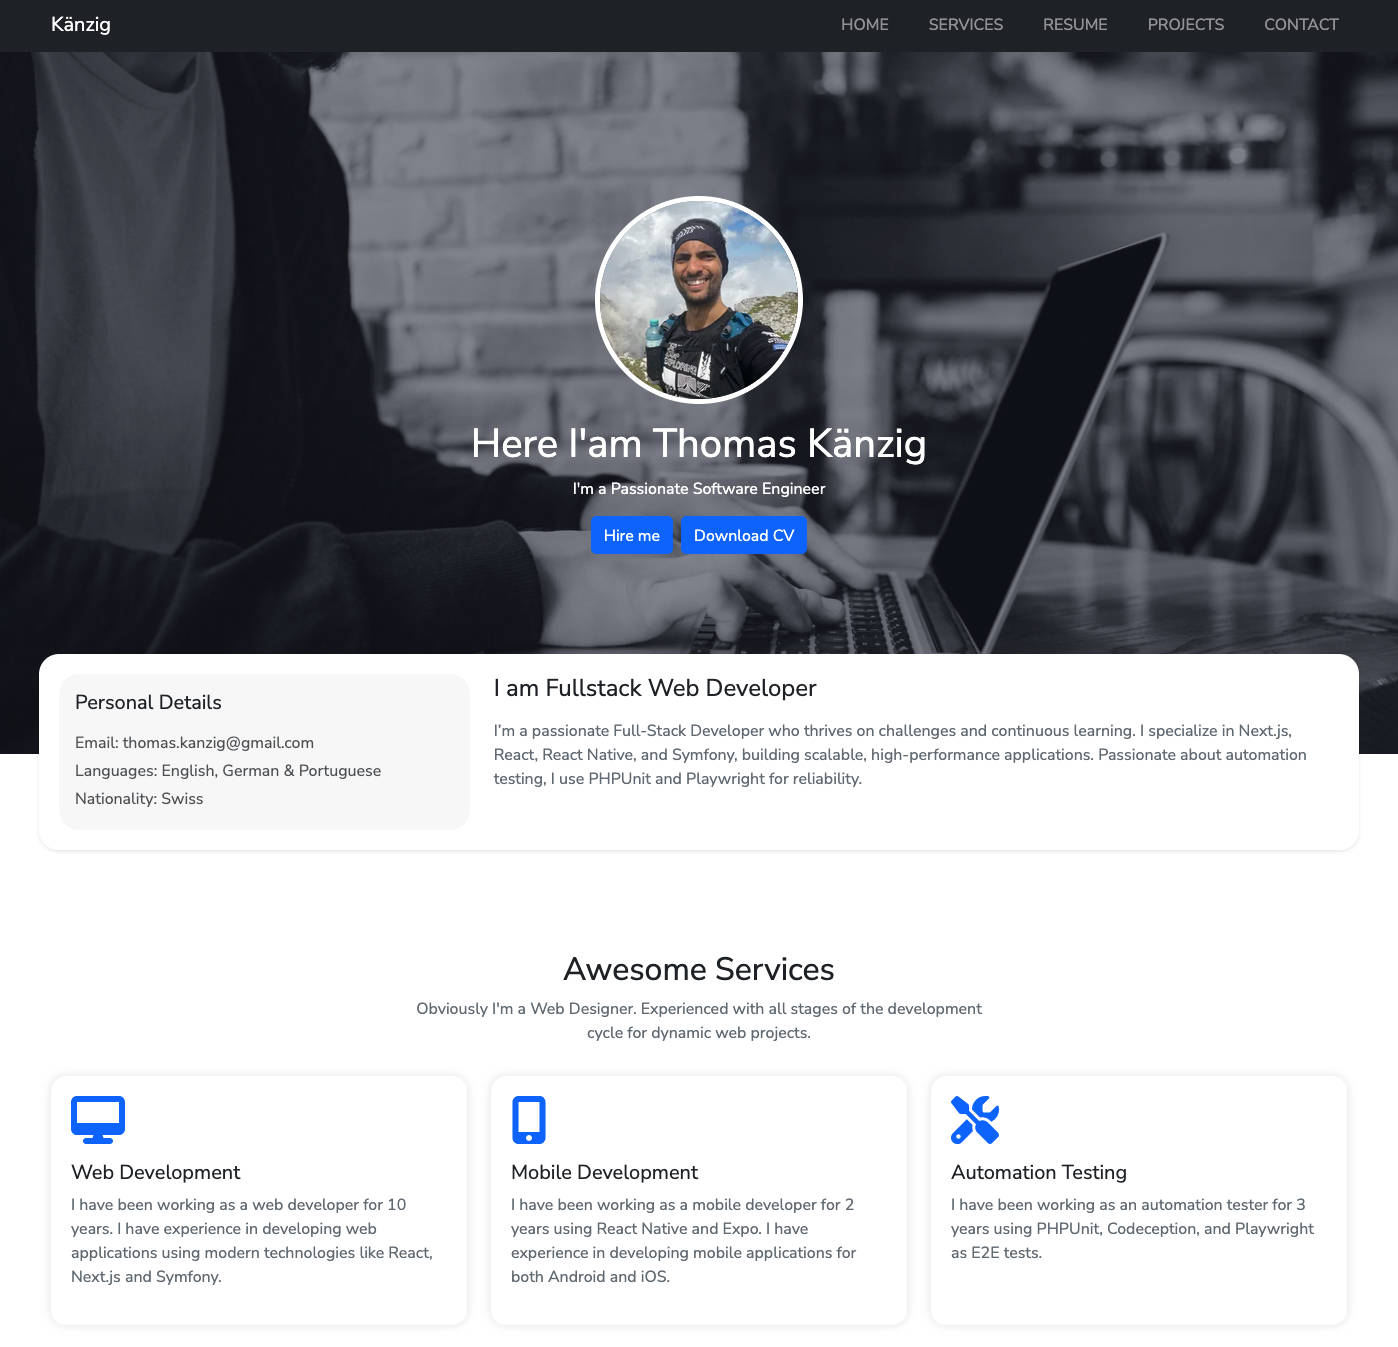 Känzig
HOME SERVICES RESUME PROJECTS CONTACT
Here I'am Thomas Känzig
I'm a Passionate Software Engineer
Hire me
Download CV
Personal Details
Email: thomas.kanzig@gmail.com
Languages: English, German & Portuguese
Nationality: Swiss
I am Fullstack Web Developer
I'm a passionate Full-Stack Developer who thrives on challenges and continuous learning. I specialize in Next.js,
React, React Native, and Symfony, building scalable, high-performance applications. Passionate about automation
testing, I use PHPUnit and Playwright for reliability.
Awesome Services
Obviously I'm a Web Designer. Experienced with all stages of the development
cycle for dynamic web projects.
Web Development
I have been working as a web developer for 10
years. I have experience in developing web
applications using modern technologies like React,
Next.js and Symfony.
Mobile Development
I have been working as a mobile developer for 2
years using React Native and Expo. I have
experience in developing mobile applications for
both Android and iOS.
Automation Testing
I have been working as an automation tester for 3
years using PHPUnit, Codeception, and Playwright
as E2E tests.